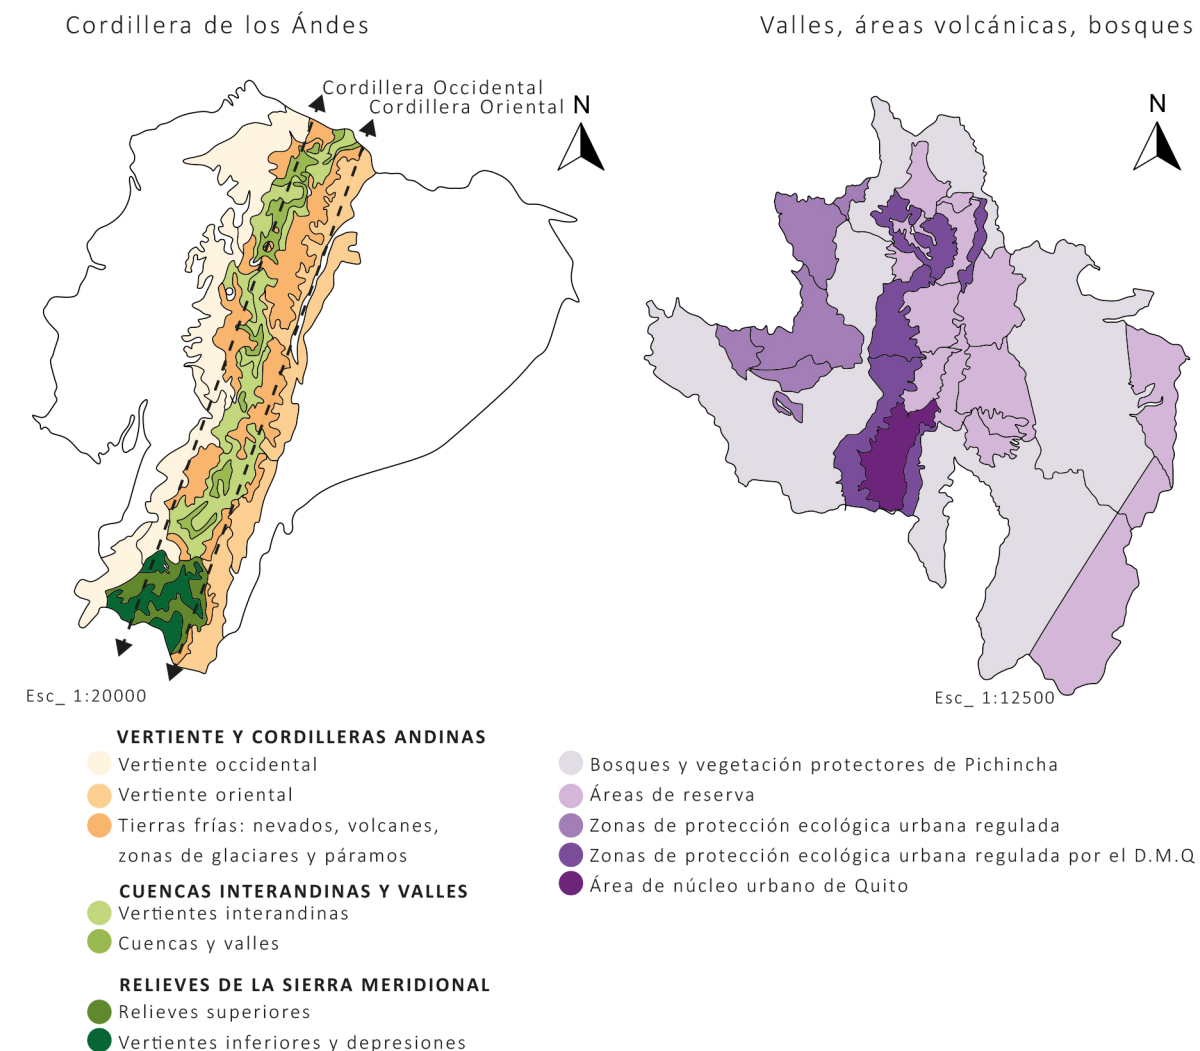 Cordillera de los Ándes
Valles, áreas volcánicas, bosques
Cordillera Occidental
Cordillera Oriental
N
N
Esc_ 1:20000
Esc_ 1:12500
VERTIENTE Y CORDILLERAS ANDINAS
Vertiente occidental
Vertiente oriental
Tierras frías: nevados, volcanes,
zonas de glaciares y páramos
CUENCAS INTERANDINAS Y VALLES
Vertientes interandinas
Cuencas y valles
RELIEVES DE LA SIERRA MERIDIONAL
Relieves superiores
Vertientes inferiores y depresiones
Bosques y vegetación protectores de Pichincha
Áreas de reserva
Zonas de protección ecológica urbana regulada
Zonas de protección ecológica urbana regulada por el D.M.Q
Área de núcleo urbano de Quito